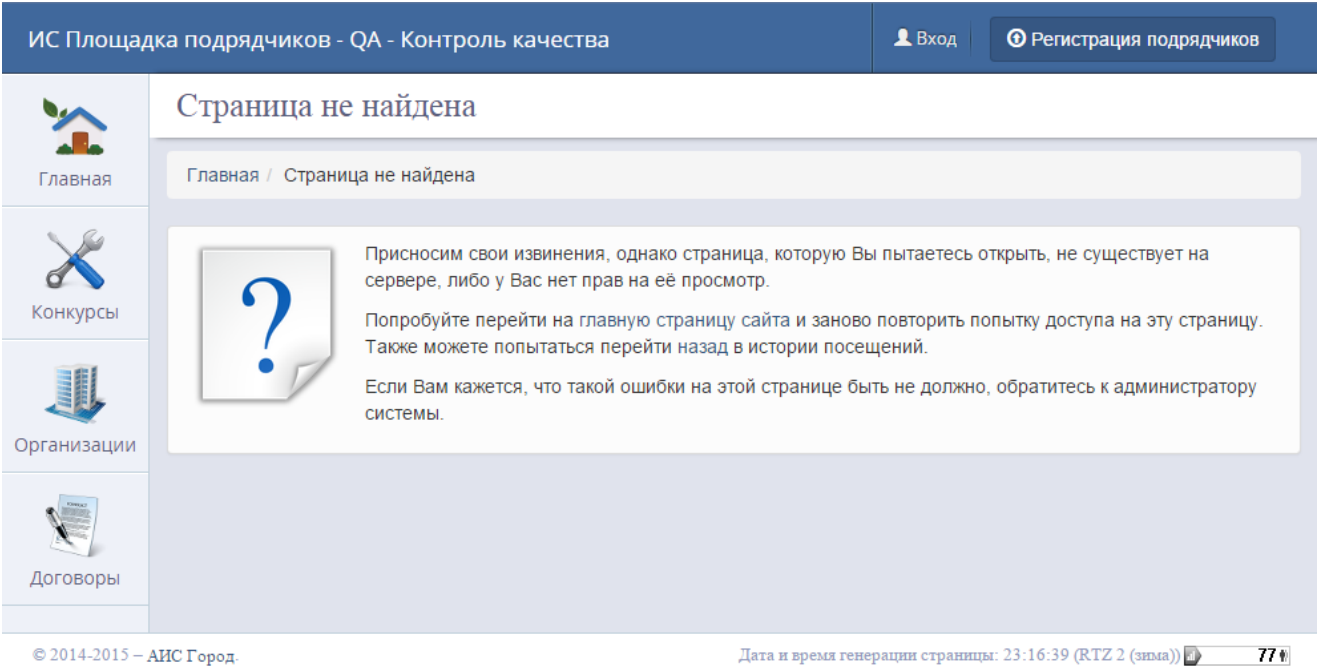 ИС Площадка подрядчиков - QA - Контроль качества
Вход
Регистрация подрядчиков
Страница не найдена
Главная
Главная / Страница не найдена
Присносим свои извинения, однако страница, которую Вы пытаетесь открыть, не существует на
сервере, либо у Вас нет прав на её просмотр.
Попробуйте перейти на главную страницу сайта и заново повторить попытку доступа на эту страницу.
Также можете попытаться перейти назад в истории посещений.
Если Вам кажется, что такой ошибки на этой странице быть не должно, обратитесь к администратору
системы.
?
Конкурсы
Организации
Договоры
© 2014-2015 – АИС Город.
Дата и время генерации страницы: 23:16:39 (RTZ 2 (зима))
77